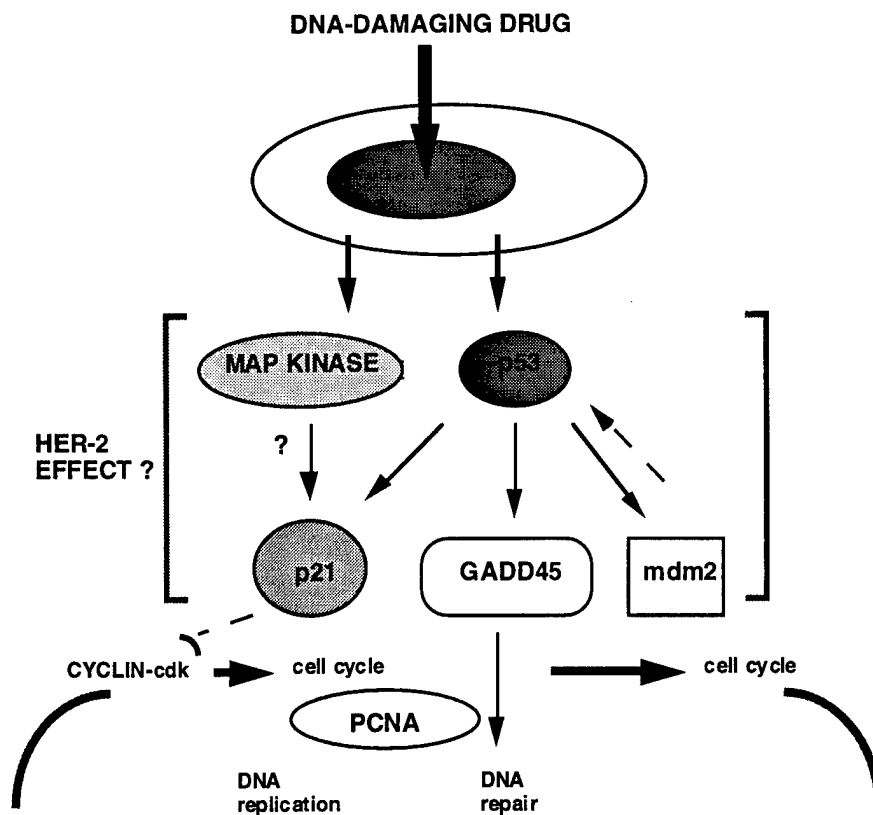 DNA-DAMAGING DRUG
MAP KINASE
p53
?
HER-2
EFFECT ?
p21
GADD45
mdm2
CYCLIN-cdk
cell cycle
cell cycle
PCNA
DNA
replication
DNA
repair